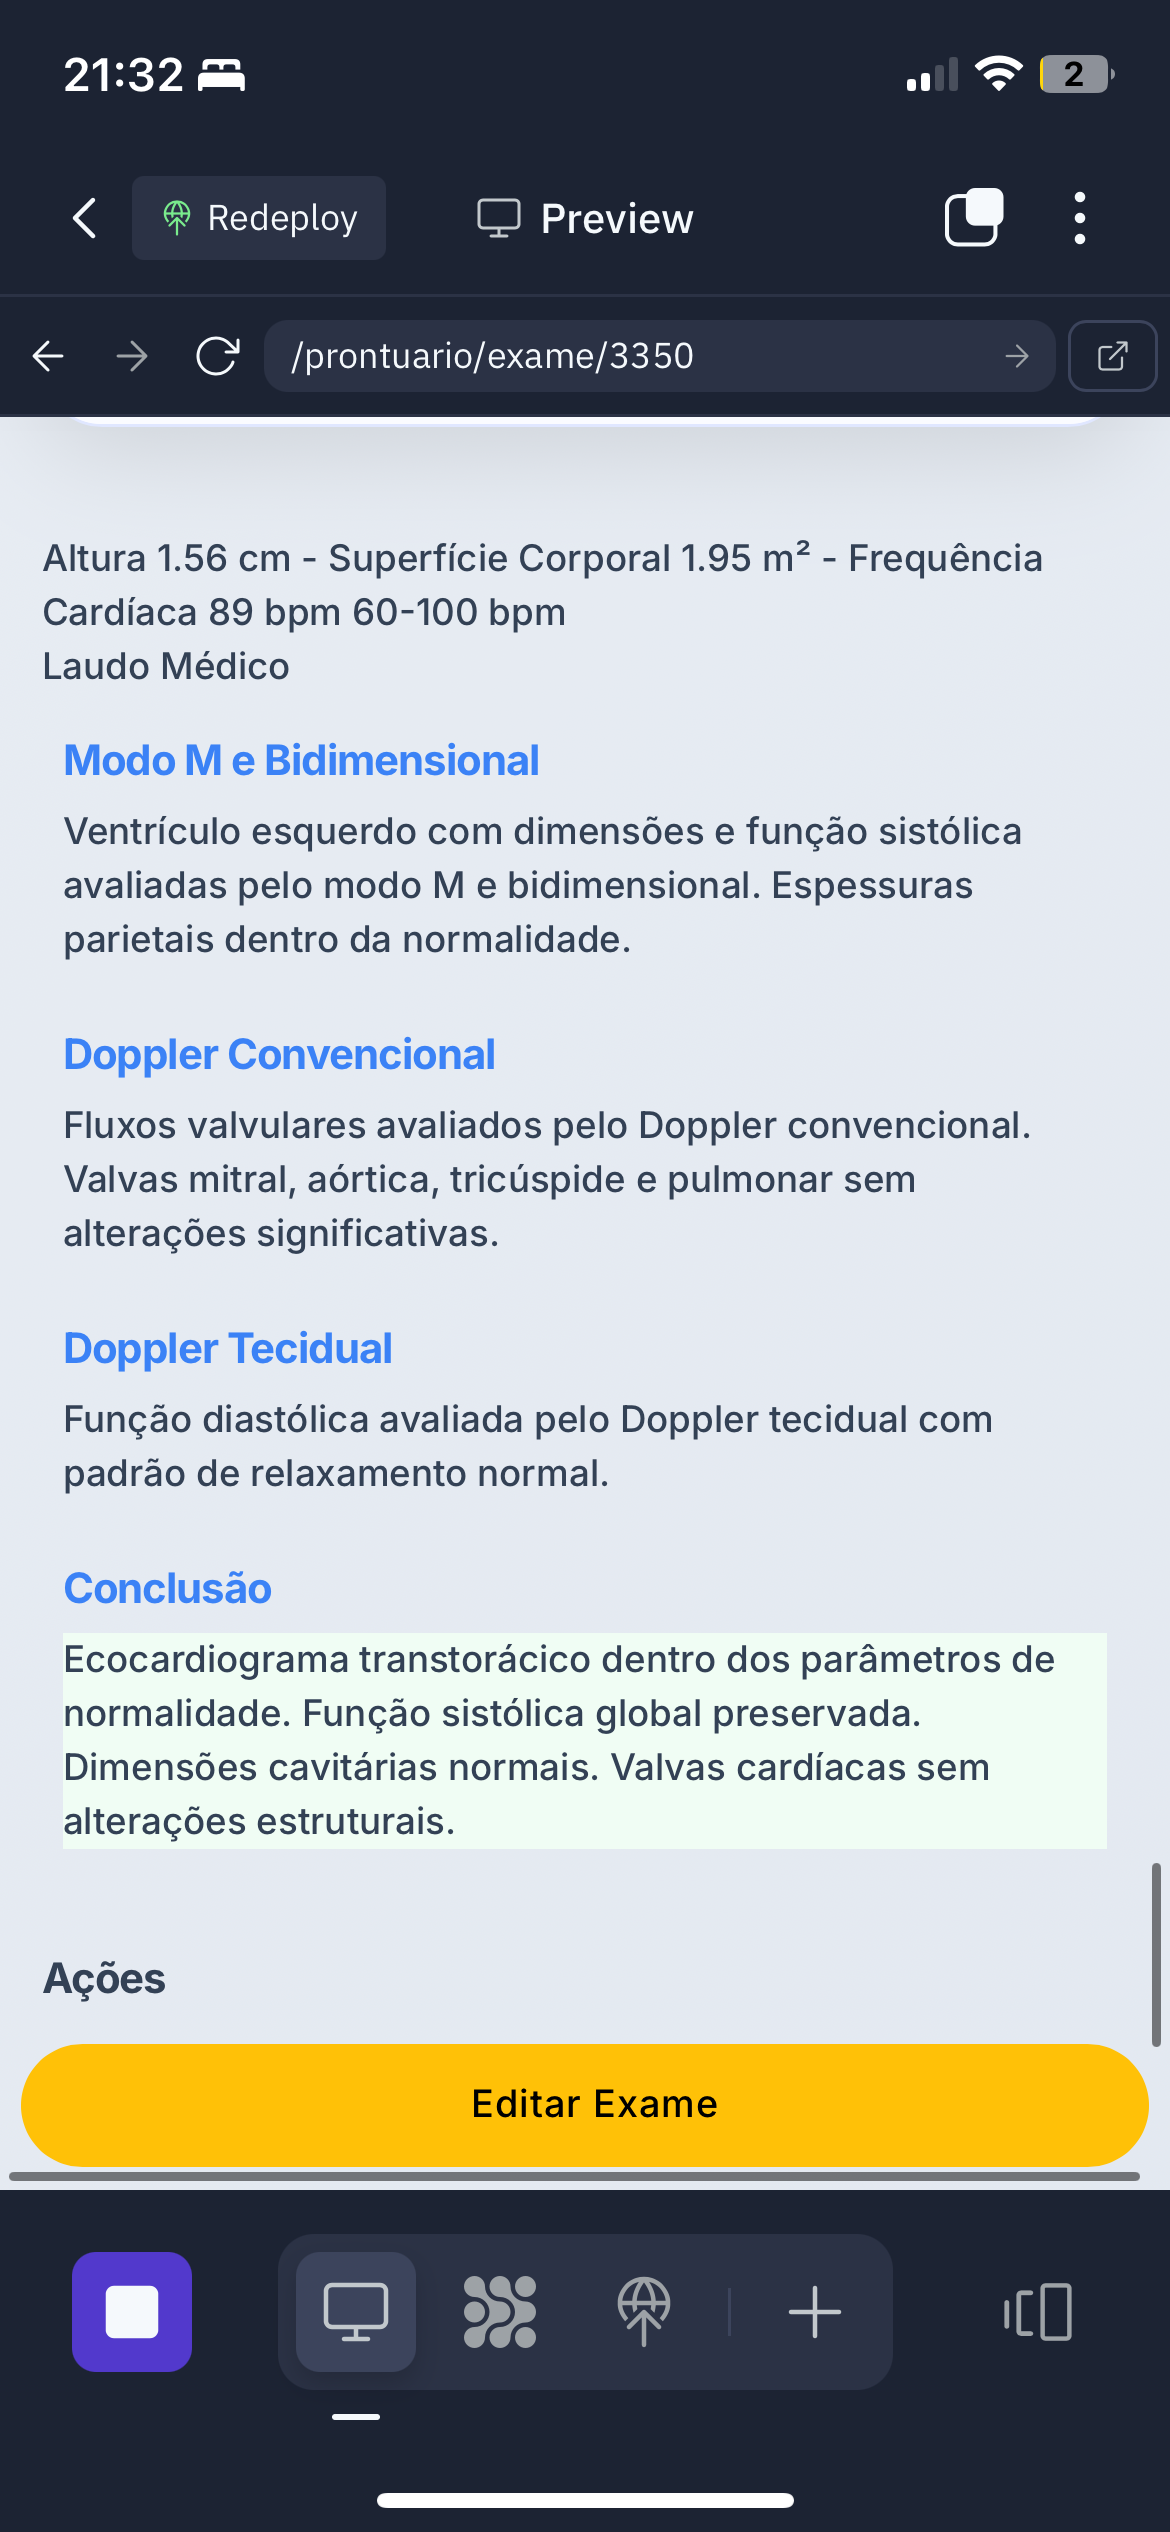 21:32
2
Redeploy
Preview
/prontuario/exame/3350
Altura 1.56 cm - Superfície Corporal 1.95 m² - Frequência
Cardíaca 89 bpm 60-100 bpm
Laudo Médico
Modo M e Bidimensional
Ventrículo esquerdo com dimensões e função sistólica
avaliadas pelo modo M e bidimensional. Espessuras
parietais dentro da normalidade.
Doppler Convencional
Fluxos valvulares avaliados pelo Doppler convencional.
Valvas mitral, aórtica, tricúspide e pulmonar sem
alterações significativas.
Doppler Tecidual
Função diastólica avaliada pelo Doppler tecidual com
padrão de relaxamento normal.
Conclusão
Ecocardiograma transtorácico dentro dos parâmetros de
normalidade. Função sistólica global preservada.
Dimensões cavitárias normais. Valvas cardíacas sem
alterações estruturais.
Ações
Editar Exame